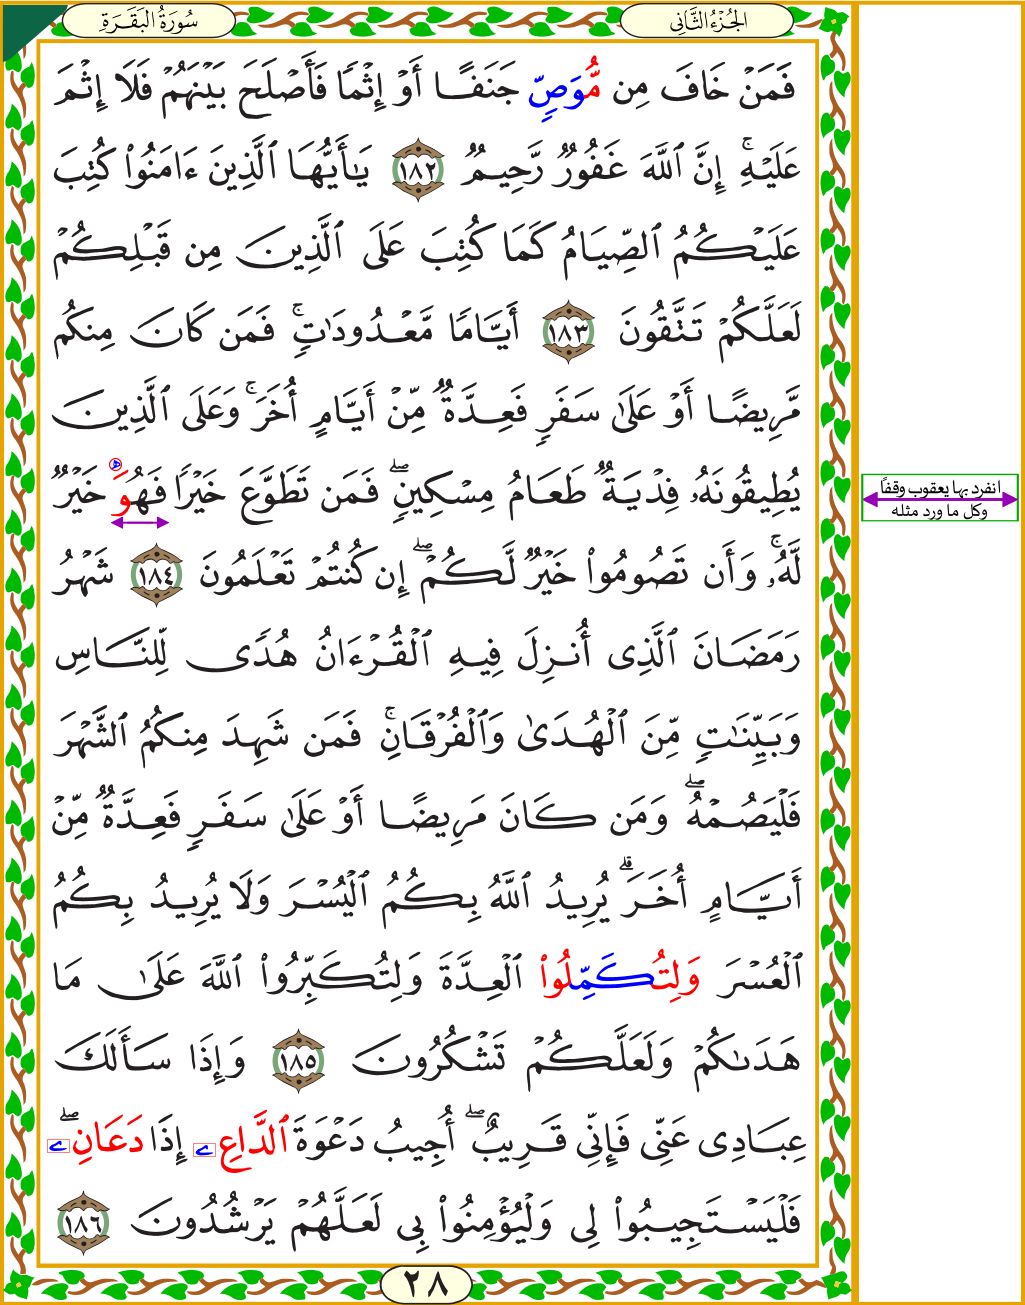 سُورَةُ البَقَرَةِ
الجُزْءُ الثَّانِي
فَمَنۡ خَافَ مِن مُّوَصٍّ جَنَفًا أَوۡ إِثۡمٗا فَأَصۡلَحَ بَيۡنَهُمۡ فَلَا إِثۡمَ
عَلَيۡهِۚ إِنَّ ٱللَّهَ غَفُورٞ رَّحِيمٞ ١٨٢ يَٰأَيُّهَا ٱلَّذِينَ ءَامَنُواْ كُتِبَ
عَلَيۡكُمُ ٱلصِّيَامُ كَمَا كُتِبَ عَلَى ٱلَّذِينَ مِن قَبۡلِكُمۡ
لَعَلَّكُمۡ تَتَّقُونَ ١٨٣ أَيَّامٗا مَّعۡدُودَٰتٖۚ فَمَن كَانَ مِنكُم
مَّرِيضًا أَوۡ عَلَىٰ سَفَرٖ فَعِدَّةٞ مِّنۡ أَيَّامٍ أُخَرَۚ وَعَلَى ٱلَّذِينَ
يُطِيقُونَهُۥ فِدۡيَةٞ طَعَامُ مِسۡكِينٖۖ فَمَن تَطَوَّعَ خَيۡرٗا فَهُوَه خَيۡرٞ
لَّهُۥۚ وَأَن تَصُومُواْ خَيۡرٞ لَّكُمۡۖ إِن كُنتُمۡ تَعۡلَمُونَ ١٨٤ شَهۡرُ
رَمَضَانَ ٱلَّذِي أُنزِلَ فِيهِ ٱلۡقُرۡءَانُ هُدٗى لِّلنَّاسِ
وَبَيِّنَٰتٖ مِّنَ ٱلۡهُدَىٰ وَٱلۡفُرۡقَانِۚ فَمَن شَهِدَ مِنكُمُ ٱلشَّهۡرَ
فَلۡيَصُمۡهُۖ وَمَن كَانَ مَرِيضًا أَوۡ عَلَىٰ سَفَرٖ فَعِدَّةٞ مِّنۡ
أَيَّامٍ أُخَرَۗ يُرِيدُ ٱللَّهُ بِكُمُ ٱلۡيُسۡرَ وَلَا يُرِيدُ بِكُمُ
ٱلۡعُسۡرَ وَلِتُكَمِّلُواْ ٱلۡعِدَّةَ وَلِتُكَبِّرُواْ ٱللَّهَ عَلَىٰ مَا
هَدَىٰكُمۡ وَلَعَلَّكُمۡ تَشۡكُرُونَ ١٨٥ وَإِذَا سَأَلَكَ
عِبَادِي عَنِّي فَإِنِّي قَرِيبٌۖ أُجِيبُ دَعۡوَةَ ٱلدَّاعِۦ إِذَا دَعَانِۦۖ
فَلۡيَسۡتَجِيبُواْ لِي وَلۡيُؤۡمِنُواْ بِي لَعَلَّهُمۡ يَرۡشُدُونَ ١٨٦
٢٨
انفرد بها يعقوب وقفًا
وكل ما ورد مثله